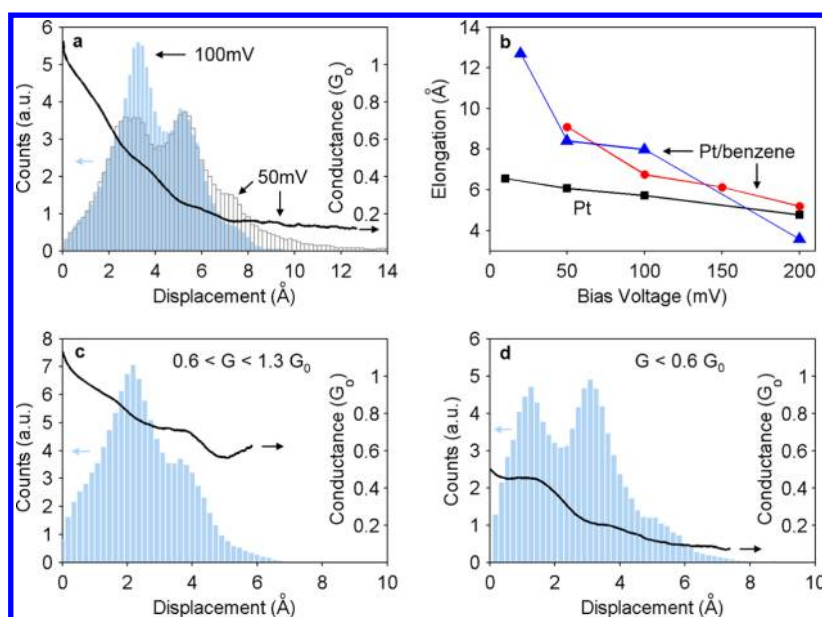 a
100mV
50mV
Counts (a.u.)
6
5
4
3
2
1
0
Conductance (Go)
1
0.8
0.6
0.4
0.2
0 2 4 6 8 10 12 14
Displacement (Å)
b
Pt/benzene
Pt
Elongation (Å)
14
12
10
8
6
4
0 50 100 150 200
Bias Voltage (mV)
c
0.6 < G < 1.3 G0
Counts (a.u.)
8
7
6
5
4
3
2
1
0
Conductance (Go)
1
0.8
0.6
0.4
0.2
0 2 4 6 8 10
Displacement (Å)
d
G < 0.6 G0
Counts (a.u.)
6
5
4
3
2
1
0
Conductance (Go)
1
0.8
0.6
0.4
0.2
0 2 4 6 8 10
Displacement (Å)